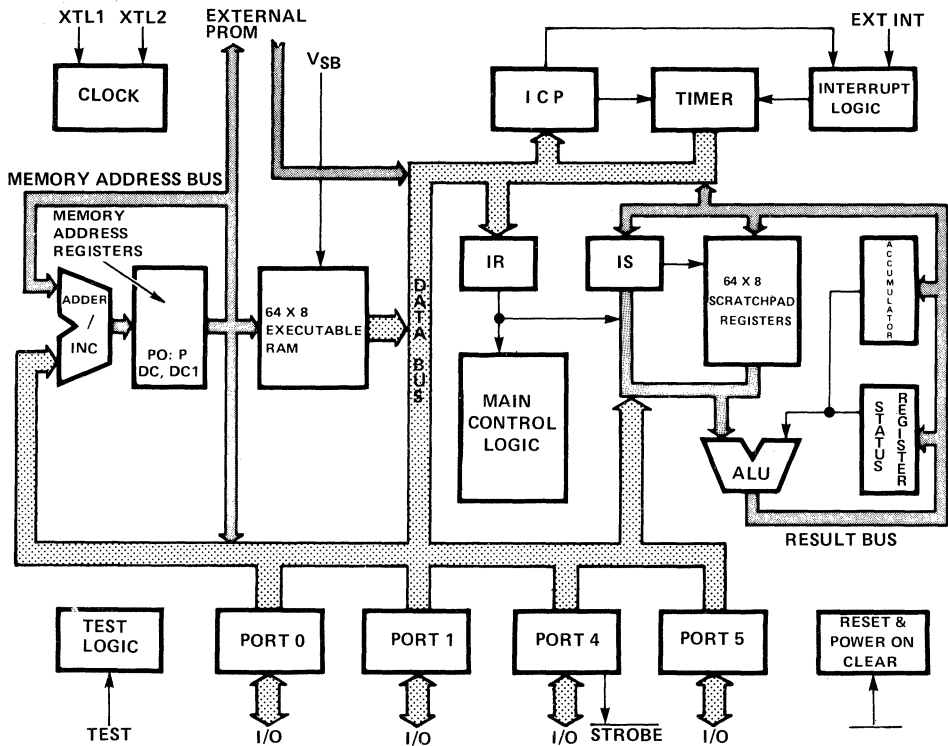 XTL1 XTL2
EXTERNAL
PROM
VSB
EXT INT
CLOCK
ICP
TIMER
INTERRUPT
LOGIC
MEMORY ADDRESS BUS
MEMORY
ADDRESS
REGISTERS
ADDER
/
INC
PO: P
DC, DC1
64 X 8
EXECUTABLE
RAM
DATA BUS
IR
IS
64 X 8
SCRATCHPAD
REGISTERS
ACCUMULATOR
MAIN
CONTROL
LOGIC
ALU
STATUS
REGISTER
RESULT BUS
TEST
LOGIC
PORT 0
PORT 1
PORT 4
PORT 5
RESET &
POWER ON
CLEAR
TEST
I/O
I/O
I/O
STROBE
I/O